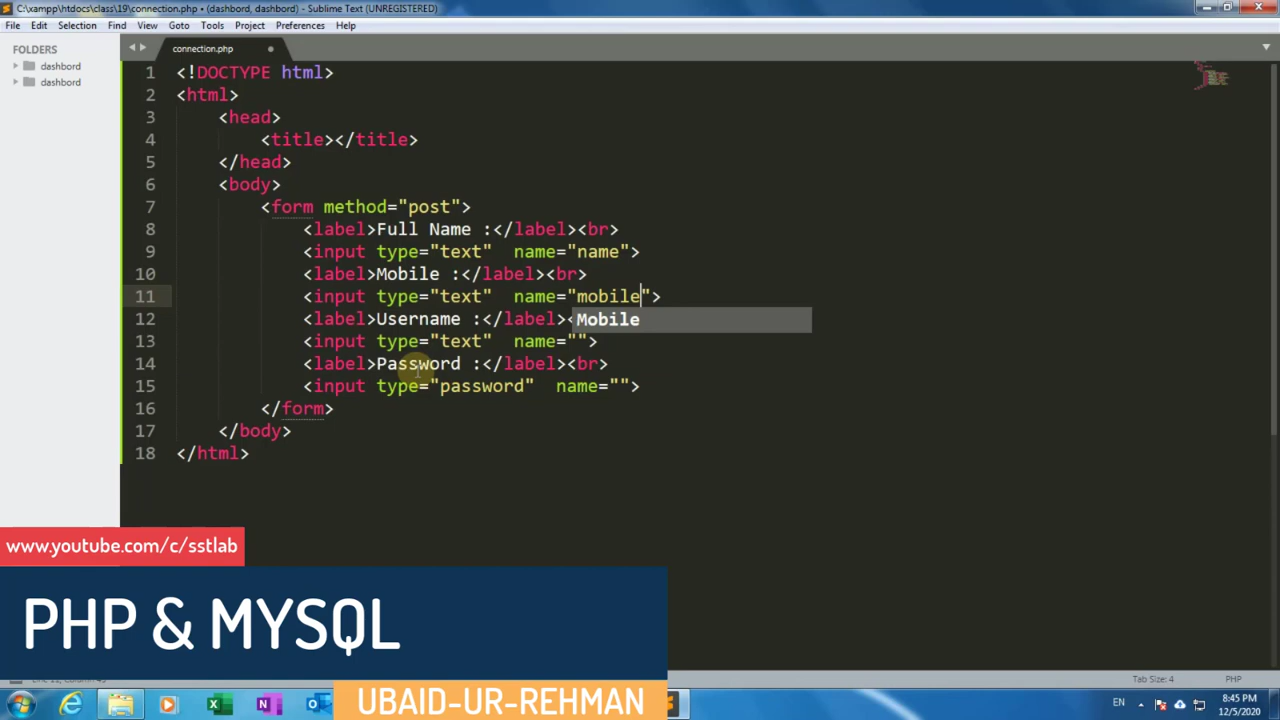 C:\xampp\htdocs\class\19\connection.php • (dashbord, dashbord) - Sublime Text (UNREGISTERED)
File Edit Selection Find View Goto Tools Project Preferences Help
FOLDERS
dashbord
dashbord
connection.php
1 <!DOCTYPE html>
2 <html>
3 <head>
4 <title></title>
5 </head>
6 <body>
7 <form method="post">
8 <label>Full Name :</label><br>
9 <input type="text"  name="name">
10 <label>Mobile :</label><br>
11 <input type="text"  name="mobile">
12 <label>Username :</label><
Mobile
13 <input type="text"  name="">
14 <label>Password :</label><br>
15 <input type="password"  name="">
16 </form>
17 </body>
18 </html>
www.youtube.com/c/sstlab
PHP & MYSQL
UBAID-UR-REHMAN
Tab Size: 4 PHP
EN 8:45 PM
12/5/2020